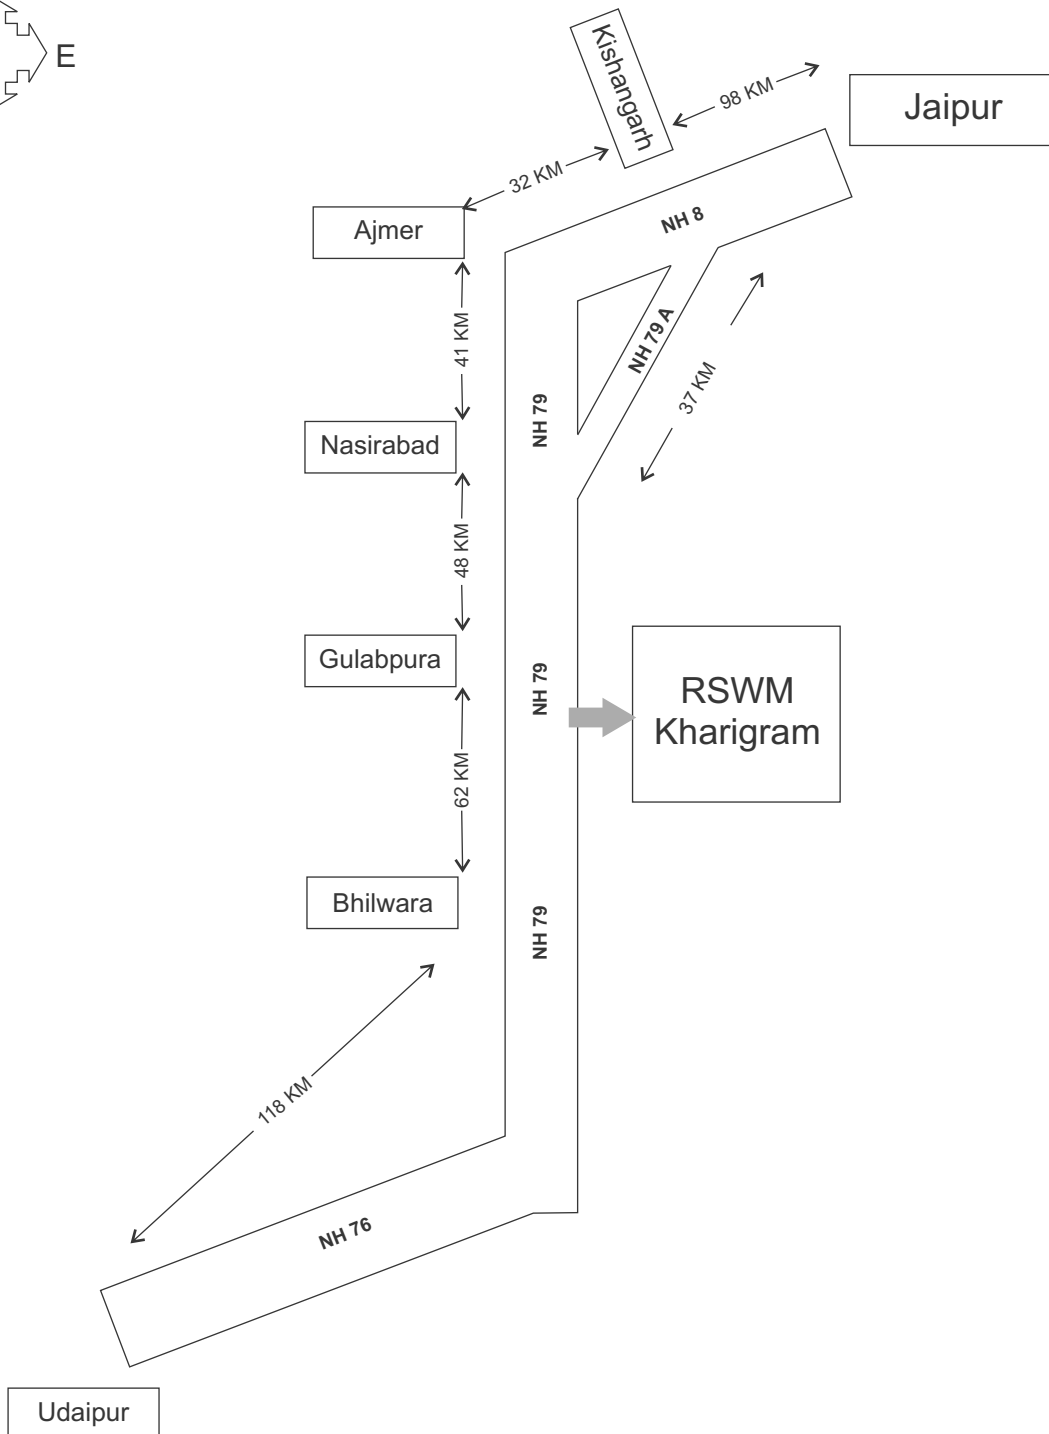 E
Kishangarh
98 KM
Jaipur
32 KM
Ajmer
NH 8
41 KM
NH 79 A
37 KM
NH 79
Nasirabad
48 KM
Gulabpura
NH 79
RSWM
Kharigram
62 KM
Bhilwara
NH 79
118 KM
NH 76
Udaipur